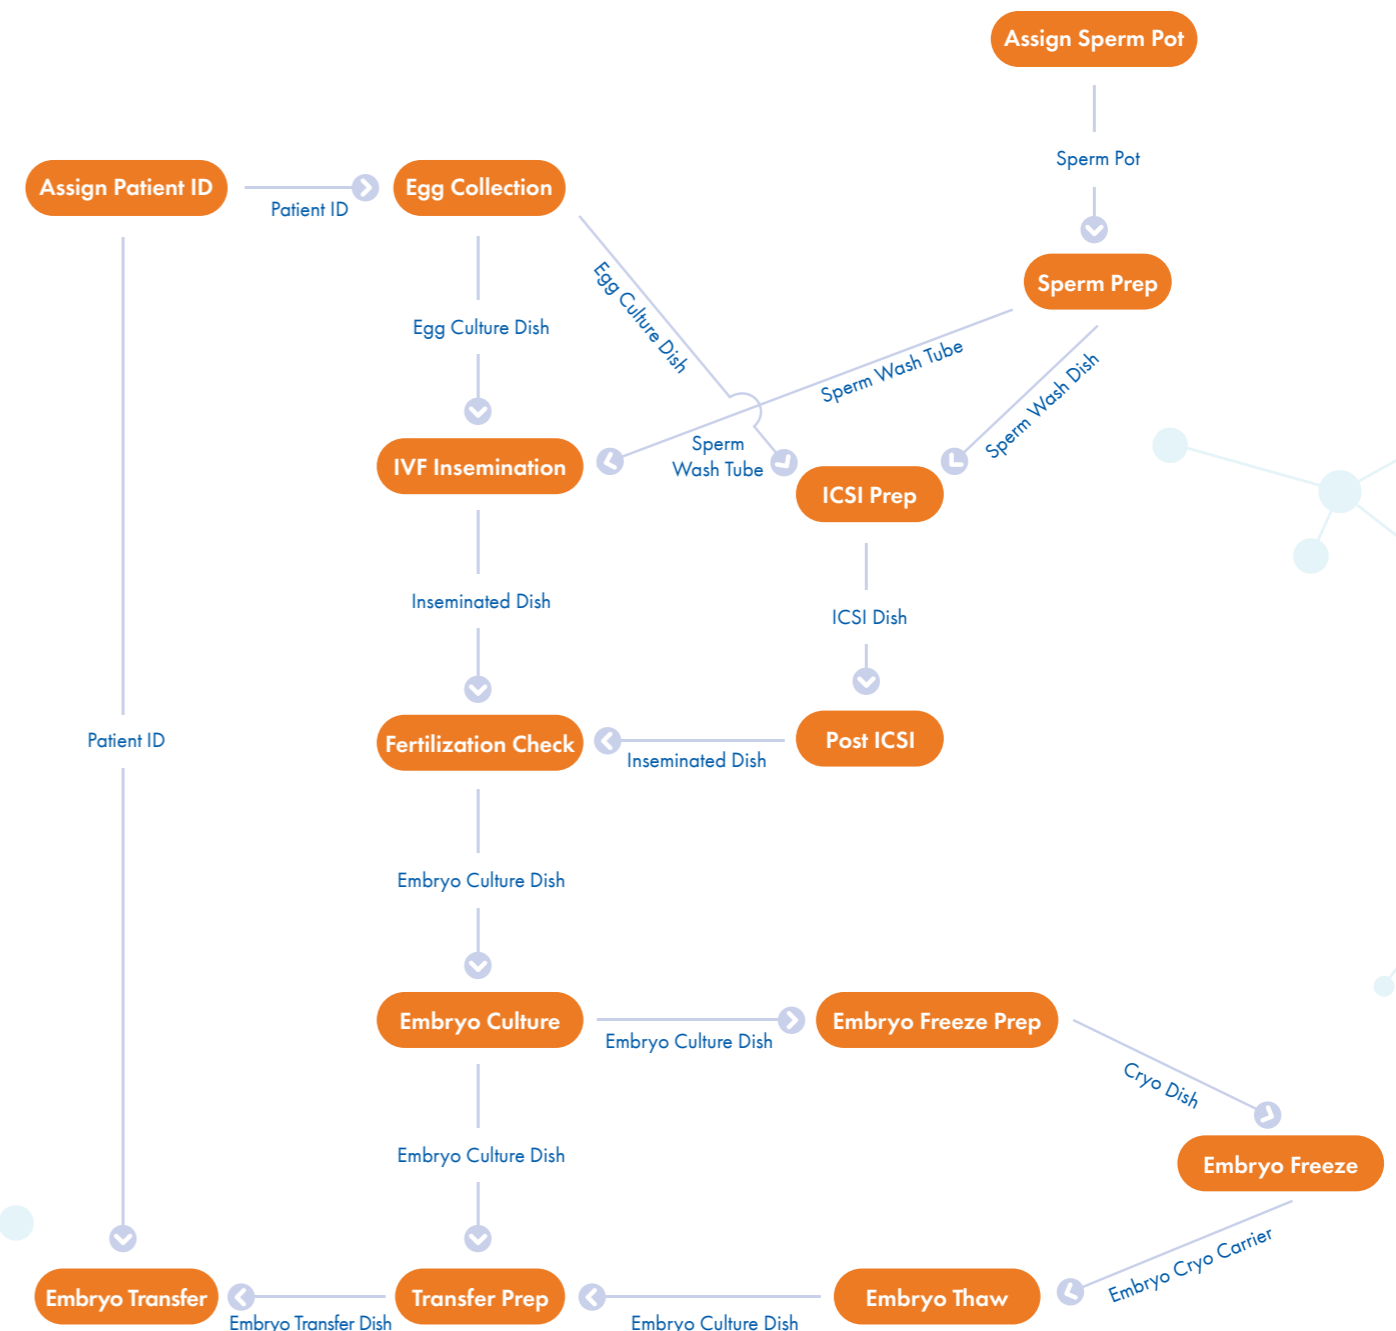 Assign Sperm Pot
Sperm Pot
Assign Patient ID
Patient ID
Egg Collection
Egg Culture Dish
Egg Culture Dish
Sperm Prep
Sperm Wash Tube
Sperm Wash Dish
IVF Insemination
Sperm
Wash Tube
ICSI Prep
Inseminated Dish
ICSI Dish
Patient ID
Fertilization Check
Inseminated Dish
Post ICSI
Embryo Culture Dish
Embryo Culture
Embryo Culture Dish
Embryo Freeze Prep
Cryo Dish
Embryo Culture Dish
Embryo Freeze
Embryo Cryo Carrier
Embryo Transfer
Embryo Transfer Dish
Transfer Prep
Embryo Culture Dish
Embryo Thaw